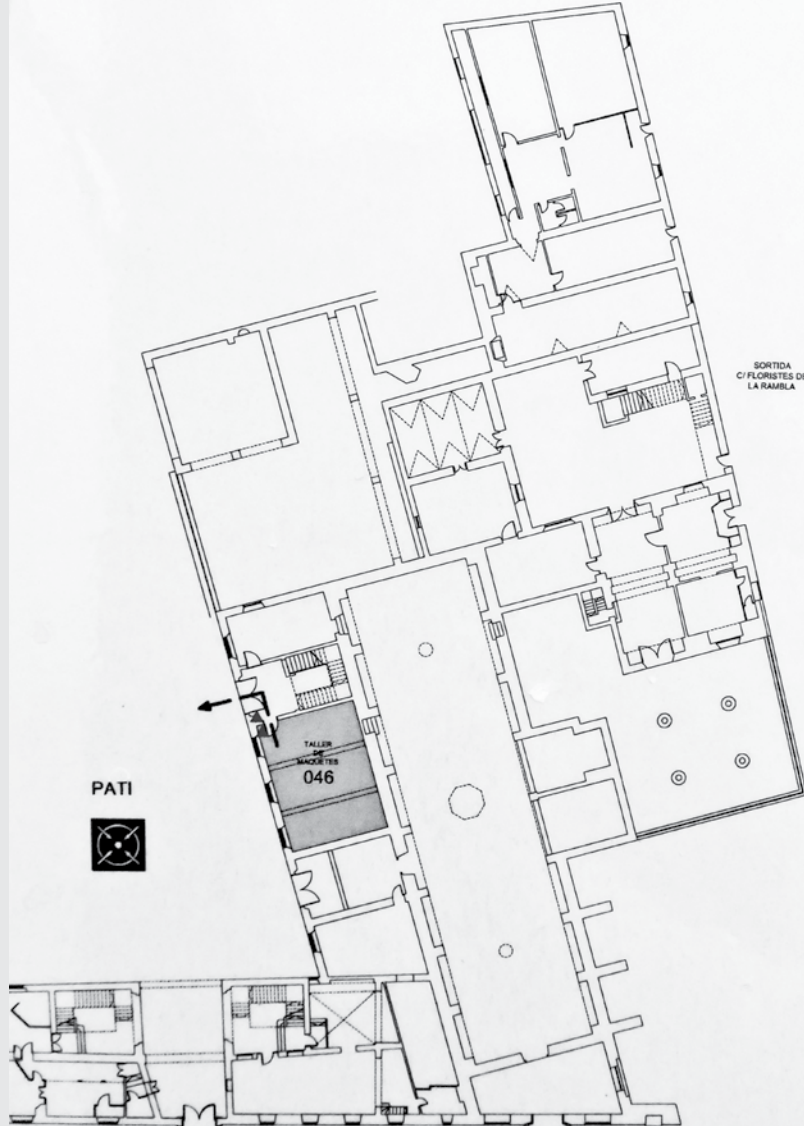 SORTIDA
C/ FLORISTES DE
LA RAMBLA
TALLER
DE
MAQUETES
046
PATI